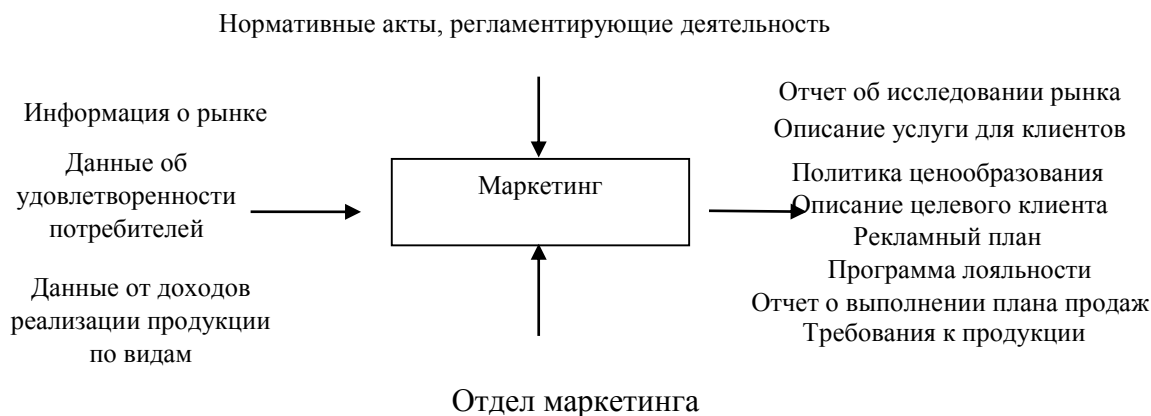 Нормативные акты, регламентирующие деятельность
Информация о рынке
Данные об
удовлетворенности
потребителей
Данные от доходов
реализации продукции
по видам
Маркетинг
Отчет об исследовании рынка
Описание услуги для клиентов
Политика ценообразования
Описание целевого клиента
Рекламный план
Программа лояльности
Отчет о выполнении плана продаж
Требования к продукции
Отдел маркетинга